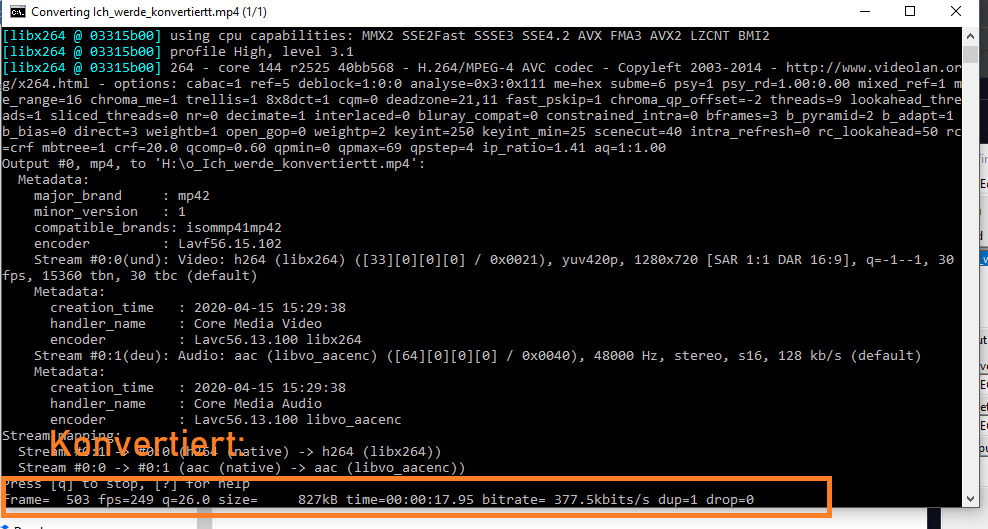 Converting Ich_werde_konvertiertt.mp4 (1/1)
[libx264 @ 03315b00] using cpu capabilities: MMX2 SSE2Fast SSSE3 SSE4.2 AVX FMA3 AVX2 LZCNT BMI2
[libx264 @ 03315b00] profile High, level 3.1
[libx264 @ 03315b00] 264 - core 144 r2525 40bb568 - H.264/MPEG-4 AVC codec - Copyleft 2003-2014 - http://www.videolan.or
g/x264.html - options: cabac=1 ref=5 deblock=1:0:0 analyse=0x3:0x111 me=hex subme=6 psy=1 psy_rd=1.00:0.00 mixed_ref=1 m
e_range=16 chroma_me=1 trellis=1 8x8dct=1 cqm=0 deadzone=21,11 fast_pskip=1 chroma_qp_offset=-2 threads=9 lookahead_thre
ads=1 sliced_threads=0 nr=0 decimate=1 interlaced=0 bluray_compat=0 constrained_intra=0 bframes=3 b_pyramid=2 b_adapt=1
b_bias=0 direct=3 weightb=1 open_gop=0 weightp=2 keyint=250 keyint_min=25 scenecut=40 intra_refresh=0 rc_lookahead=50 rc
=crf mbtree=1 crf=20.0 qcomp=0.60 qpmin=0 qpmax=69 qpstep=4 ip_ratio=1.41 aq=1:1.00
Output #0, mp4, to 'H:\o_Ich_werde_konvertiertt.mp4':
Metadata:
major_brand : mp42
minor_version : 1
compatible_brands: isommp41mp42
encoder : Lavf56.15.102
Stream #0:0(und): Video: h264 (libx264) ([33][0][0][0] / 0x0021), yuv420p, 1280x720 [SAR 1:1 DAR 16:9], q=-1--1, 30
fps, 15360 tbn, 30 tbc (default)
Metadata:
creation_time : 2020-04-15 15:29:38
handler_name : Core Media Video
encoder : Lavc56.13.100 libx264
Stream #0:1(deu): Audio: aac (libvo_aacenc) ([64][0][0][0] / 0x0040), 48000 Hz, stereo, s16, 128 kb/s (default)
Metadata:
creation_time : 2020-04-15 15:29:38
handler_name : Core Media Audio
encoder : Lavc56.13.100 libvo_aacenc
Stream mapping:
Konvertiert:
Stream #0:1 -> #0:0 (h264 (native) -> h264 (libx264))
Stream #0:0 -> #0:1 (aac (native) -> aac (libvo_aacenc))
Press [q] to stop, [?] for help
frame= 503 fps=249 q=26.0 size= 827kB time=00:00:17.95 bitrate= 377.5kbits/s dup=1 drop=0